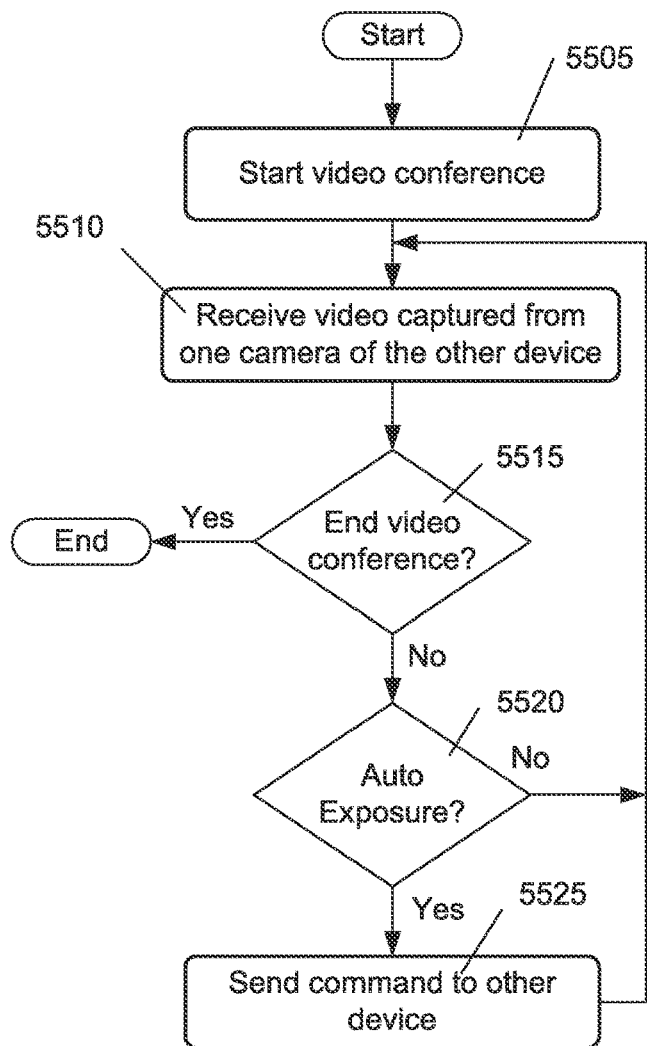 Start
5505
Start video conference
5510
Receive video captured from
one camera of the other device
5515
End video
conference?
Yes
End
No
5520
Auto
Exposure?
No
Yes
5525
Send command to other
device